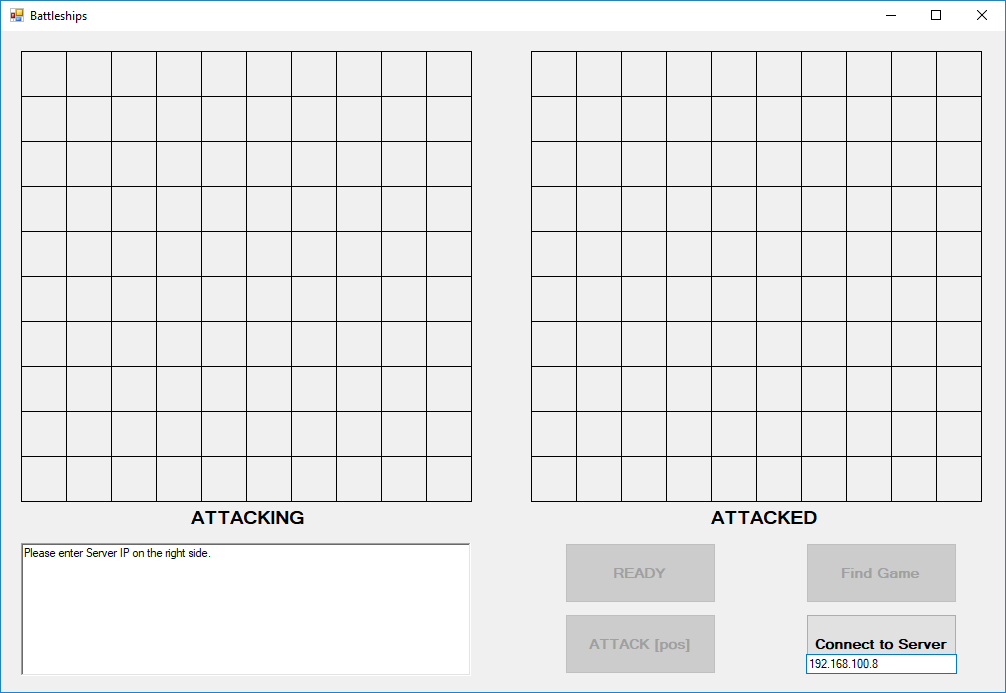 Battleships
ATTACKING
ATTACKED
Please enter Server IP on the right side.
READY
Find Game
ATTACK [pos]
Connect to Server
192.168.100.8